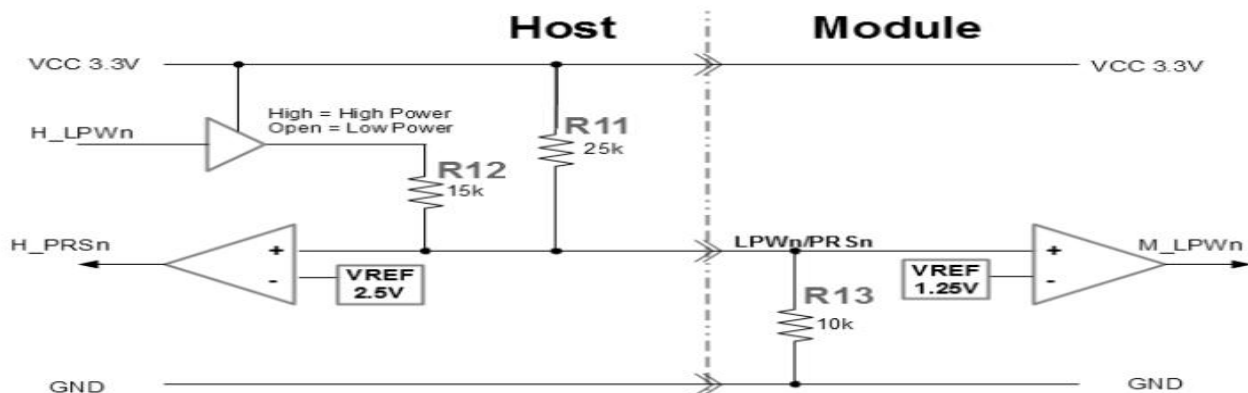 Host
Module
VCC 3.3V
VCC 3.3V
High = High Power
Open = Low Power
H_LPWn
R11
25k
R12
15k
H_PRSn
+
-
VREF
2.5V
LPWn/PRSn
+
-
VREF
1.25V
M_LPWn
R13
10k
GND
GND